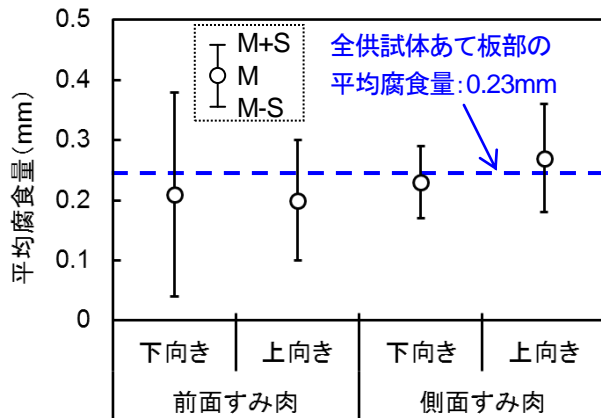 平均腐食量(mm)
0.5
0.4
0.3
0.2
0.1
0
M+S
M
M-S
全供試体あて板部の
平均腐食量:0.23mm
下向き 上向き 下向き 上向き
前面すみ肉 側面すみ肉